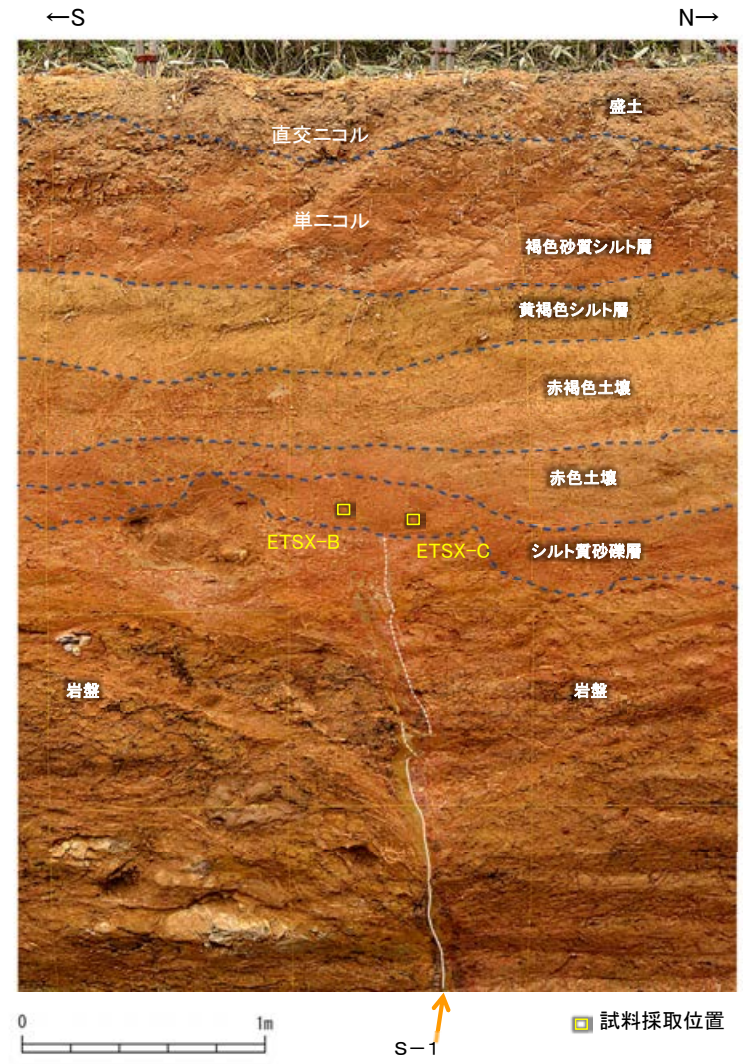 ←S
N→
盛土
直交ニコル
単ニコル
褐色砂質シルト層
黄褐色シルト層
赤褐色土壌
赤色土壌
ETSX-B
ETSX-C
シルト質砂礫層
岩盤
岩盤
0
1m
S-1
試料採取位置